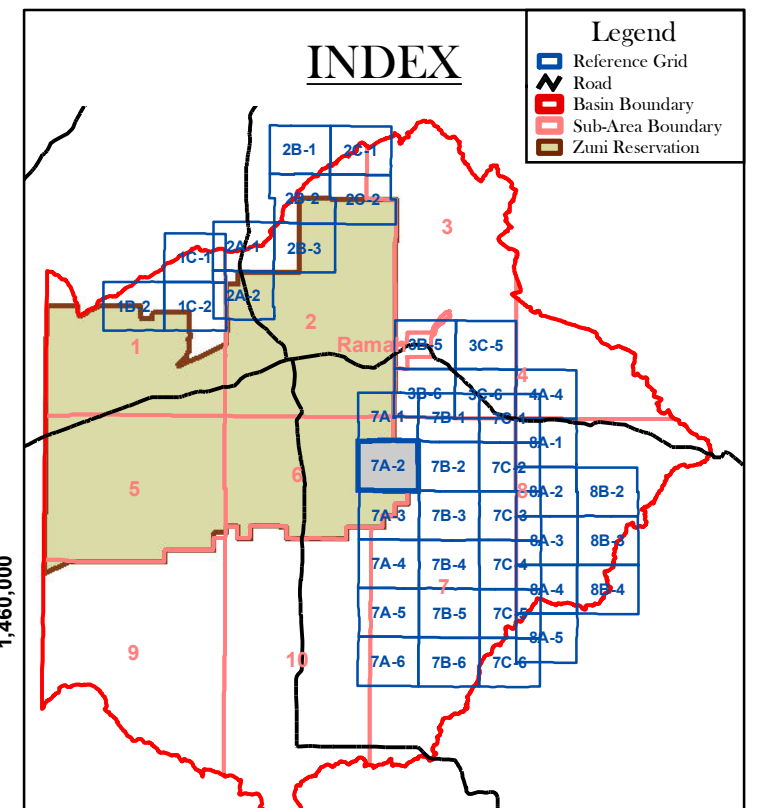 INDEX
Legend
Reference Grid
Road
Basin Boundary
Sub-Area Boundary
Zuni Reservation
2B-1 2C-1
2B-2 2C-2
3
1C-1 2A-1 2B-3
1B-2 1C-2 2A-2
2
1
Ramah 3B-5 3C-5
4
3B-6 3C-6 4A-4
7A-1 7B-1 7C-1
8A-1
7A-2 7B-2 7C-2
5 6 8 8A-2 8B-2
7A-3 7B-3 7C-3
8A-3 8B-3
7A-4 7B-4 7C-4
7 8A-4 8B-4
7A-5 7B-5 7C-5
8A-5
9 10 7A-6 7B-6 7C-6
1,460,000